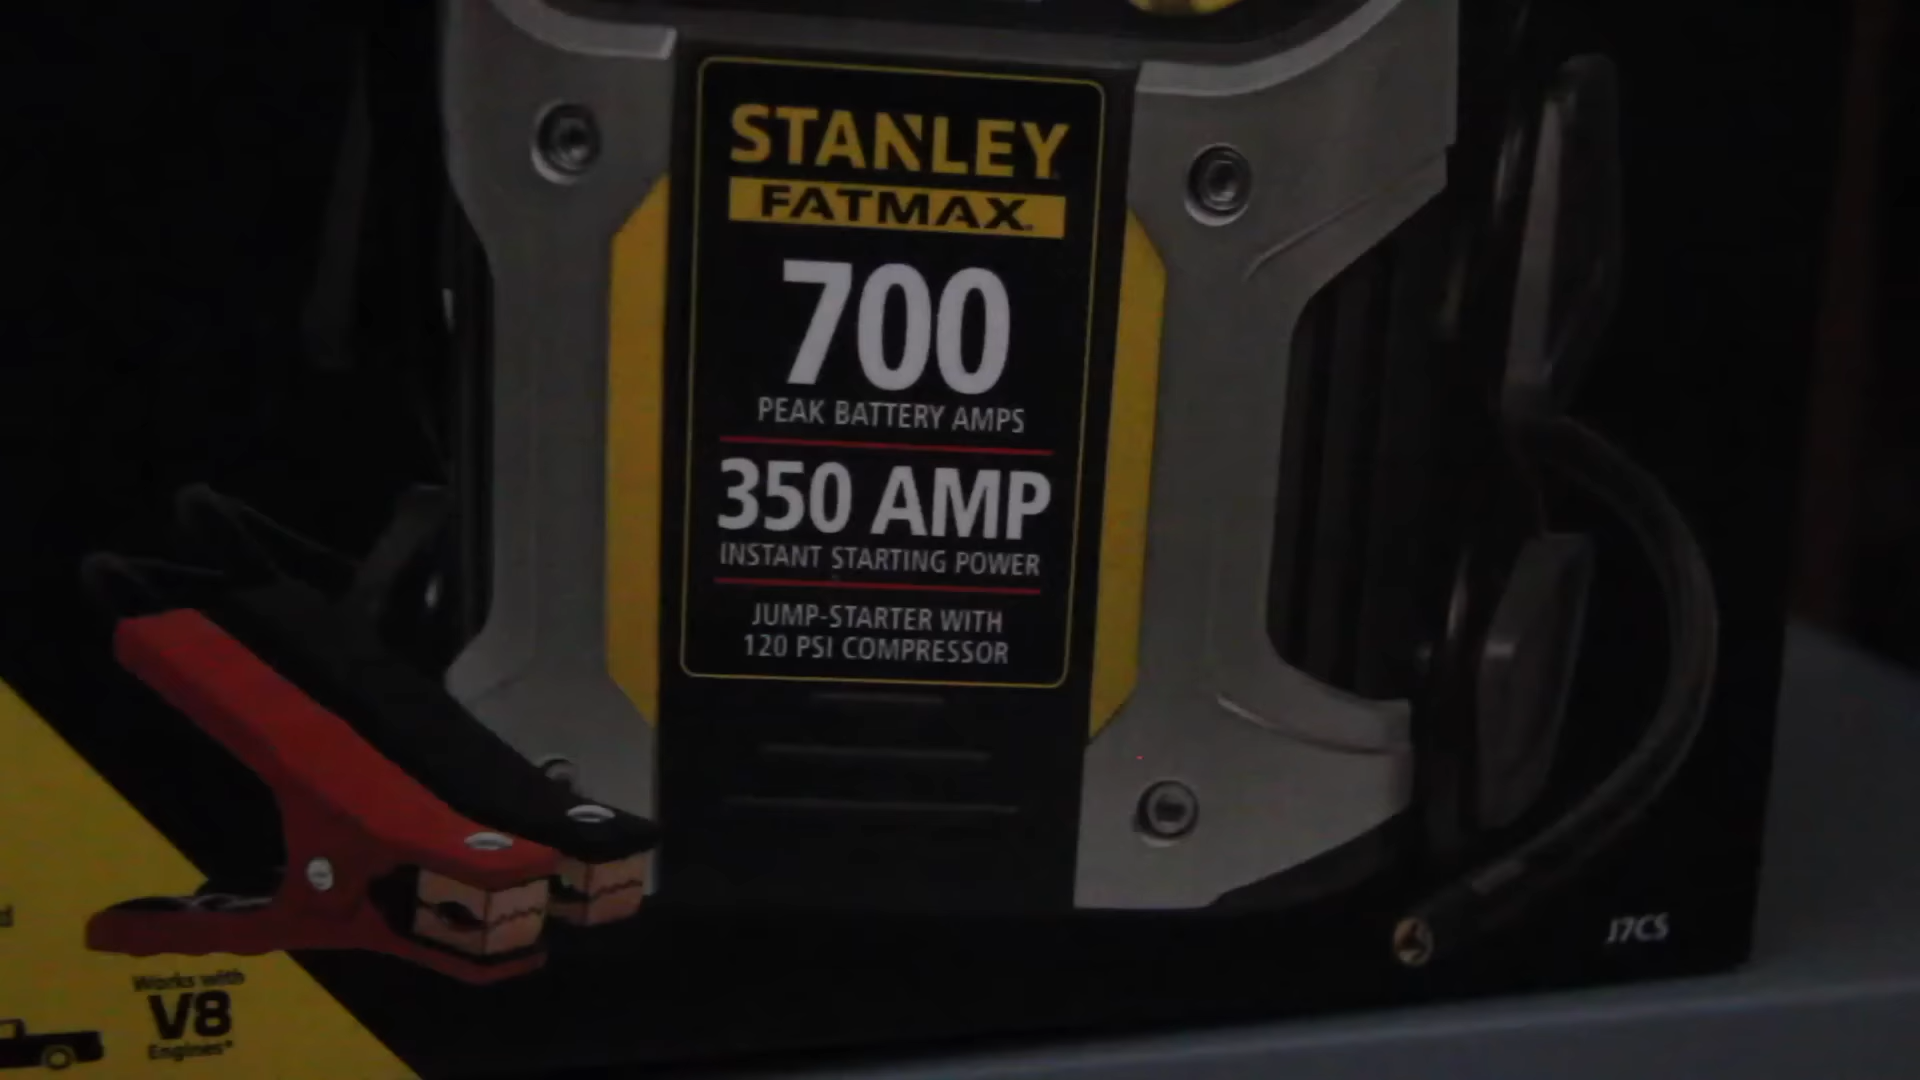 STANLEY
FATMAX
700
PEAK BATTERY AMPS
350 AMP
INSTANT STARTING POWER
JUMP-STARTER WITH
120 PSI COMPRESSOR
J7CS
Works with
V8
Engines*